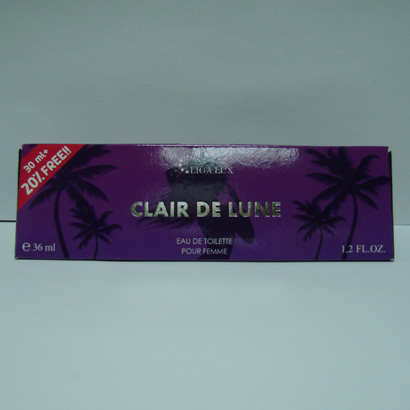 30 ml+
20% FREE!!
LIGA LUX
CLAIR DE LUNE
EAU DE TOILETTE
POUR FEMME
℮ 36 ml
1.2 FL.OZ.